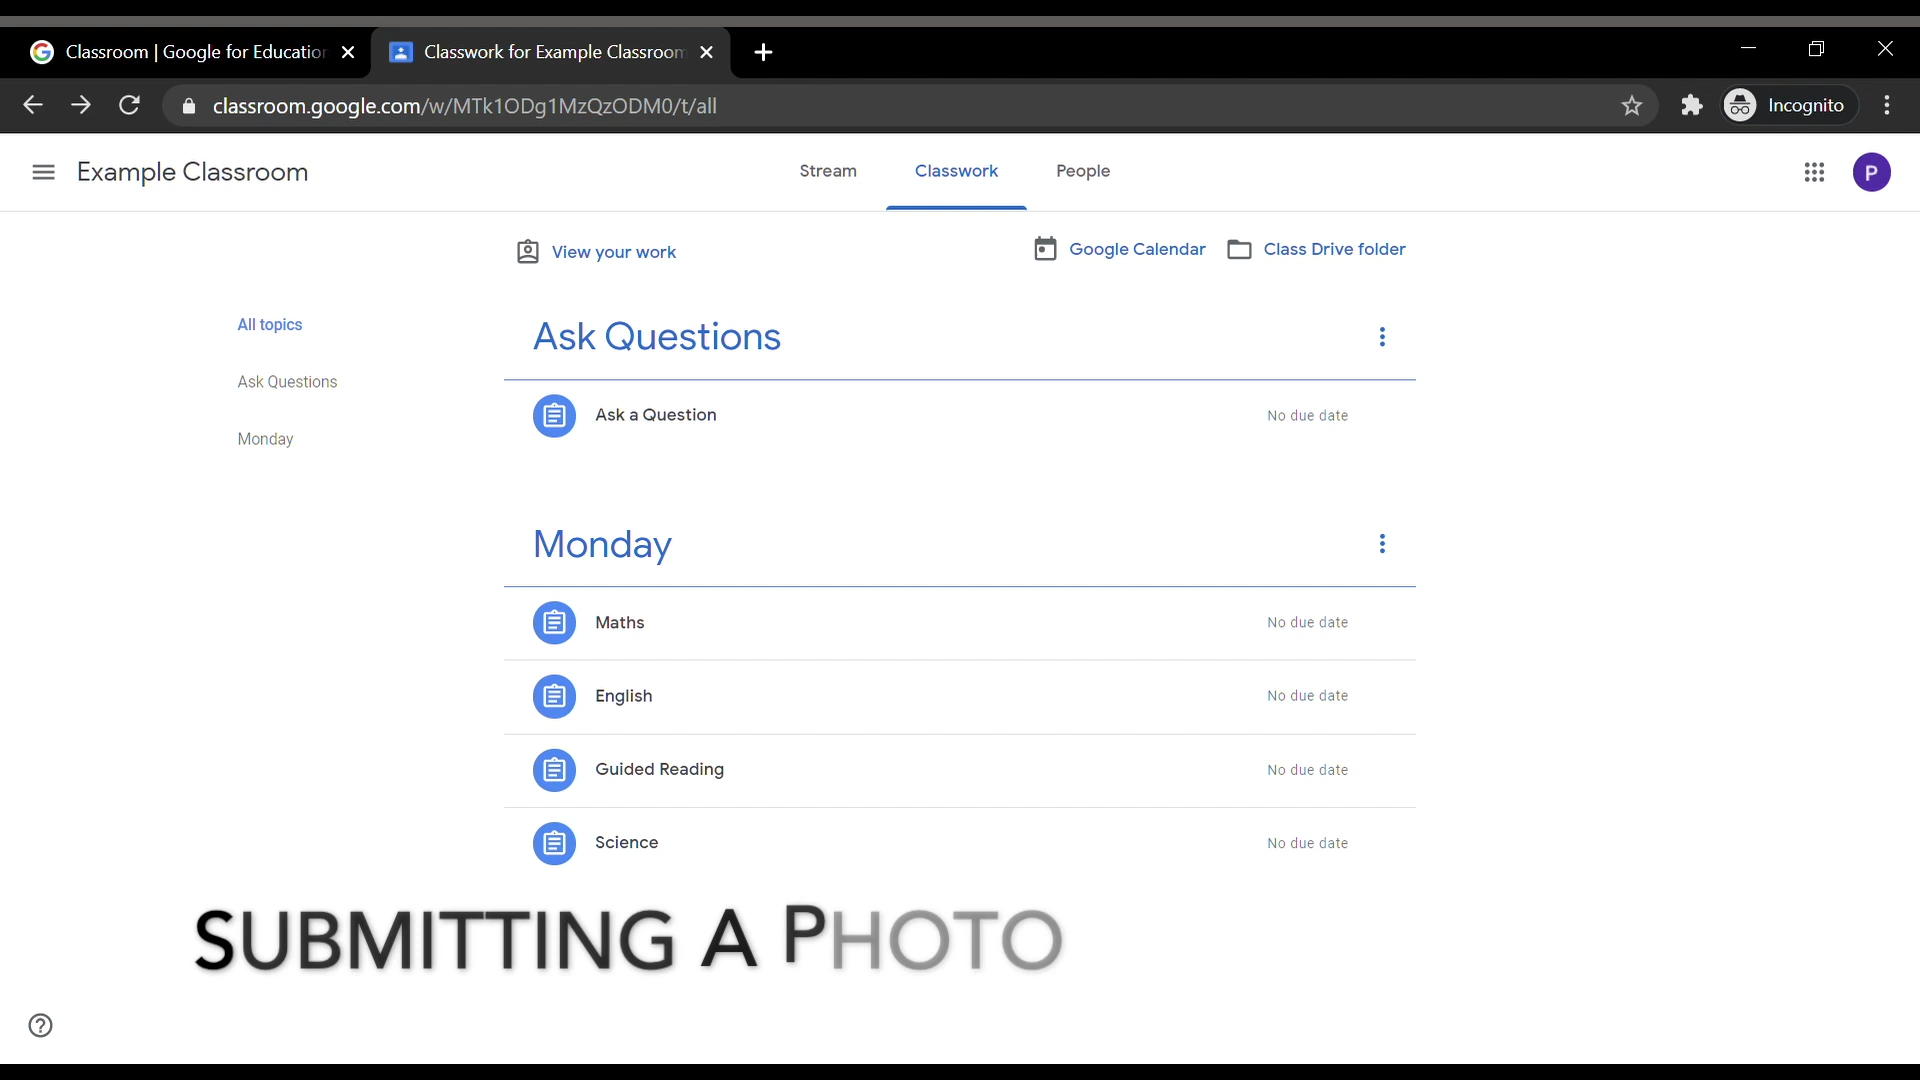 Classroom | Google for Education
Classwork for Example Classroom
classroom.google.com/w/MTk1ODg1MzQzODM0/t/all
Incognito
Example Classroom
Stream
Classwork
People
P
View your work
Google Calendar
Class Drive folder
All topics
Ask Questions
Monday
Ask Questions
Ask a Question
No due date
Monday
Maths
No due date
English
No due date
Guided Reading
No due date
Science
No due date
SUBMITTING A PHOTO